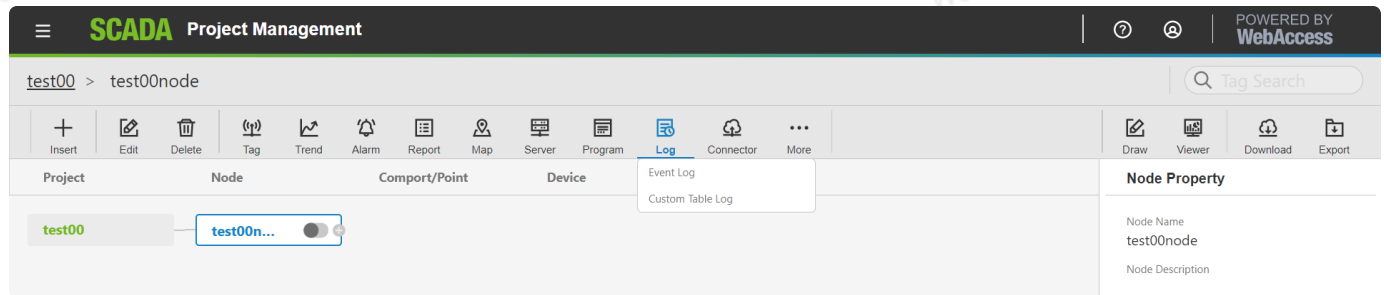 SCADA Project Management
POWERED BY
WebAccess
test00 > test00node
Tag Search
Insert Edit Delete Tag Trend Alarm Report Map Server Program Log Connector More Draw Viewer Download Export
Project Node Comport/Point Device
Event Log
Custom Table Log
Node Property
test00
test00n...
Node Name
test00node
Node Description